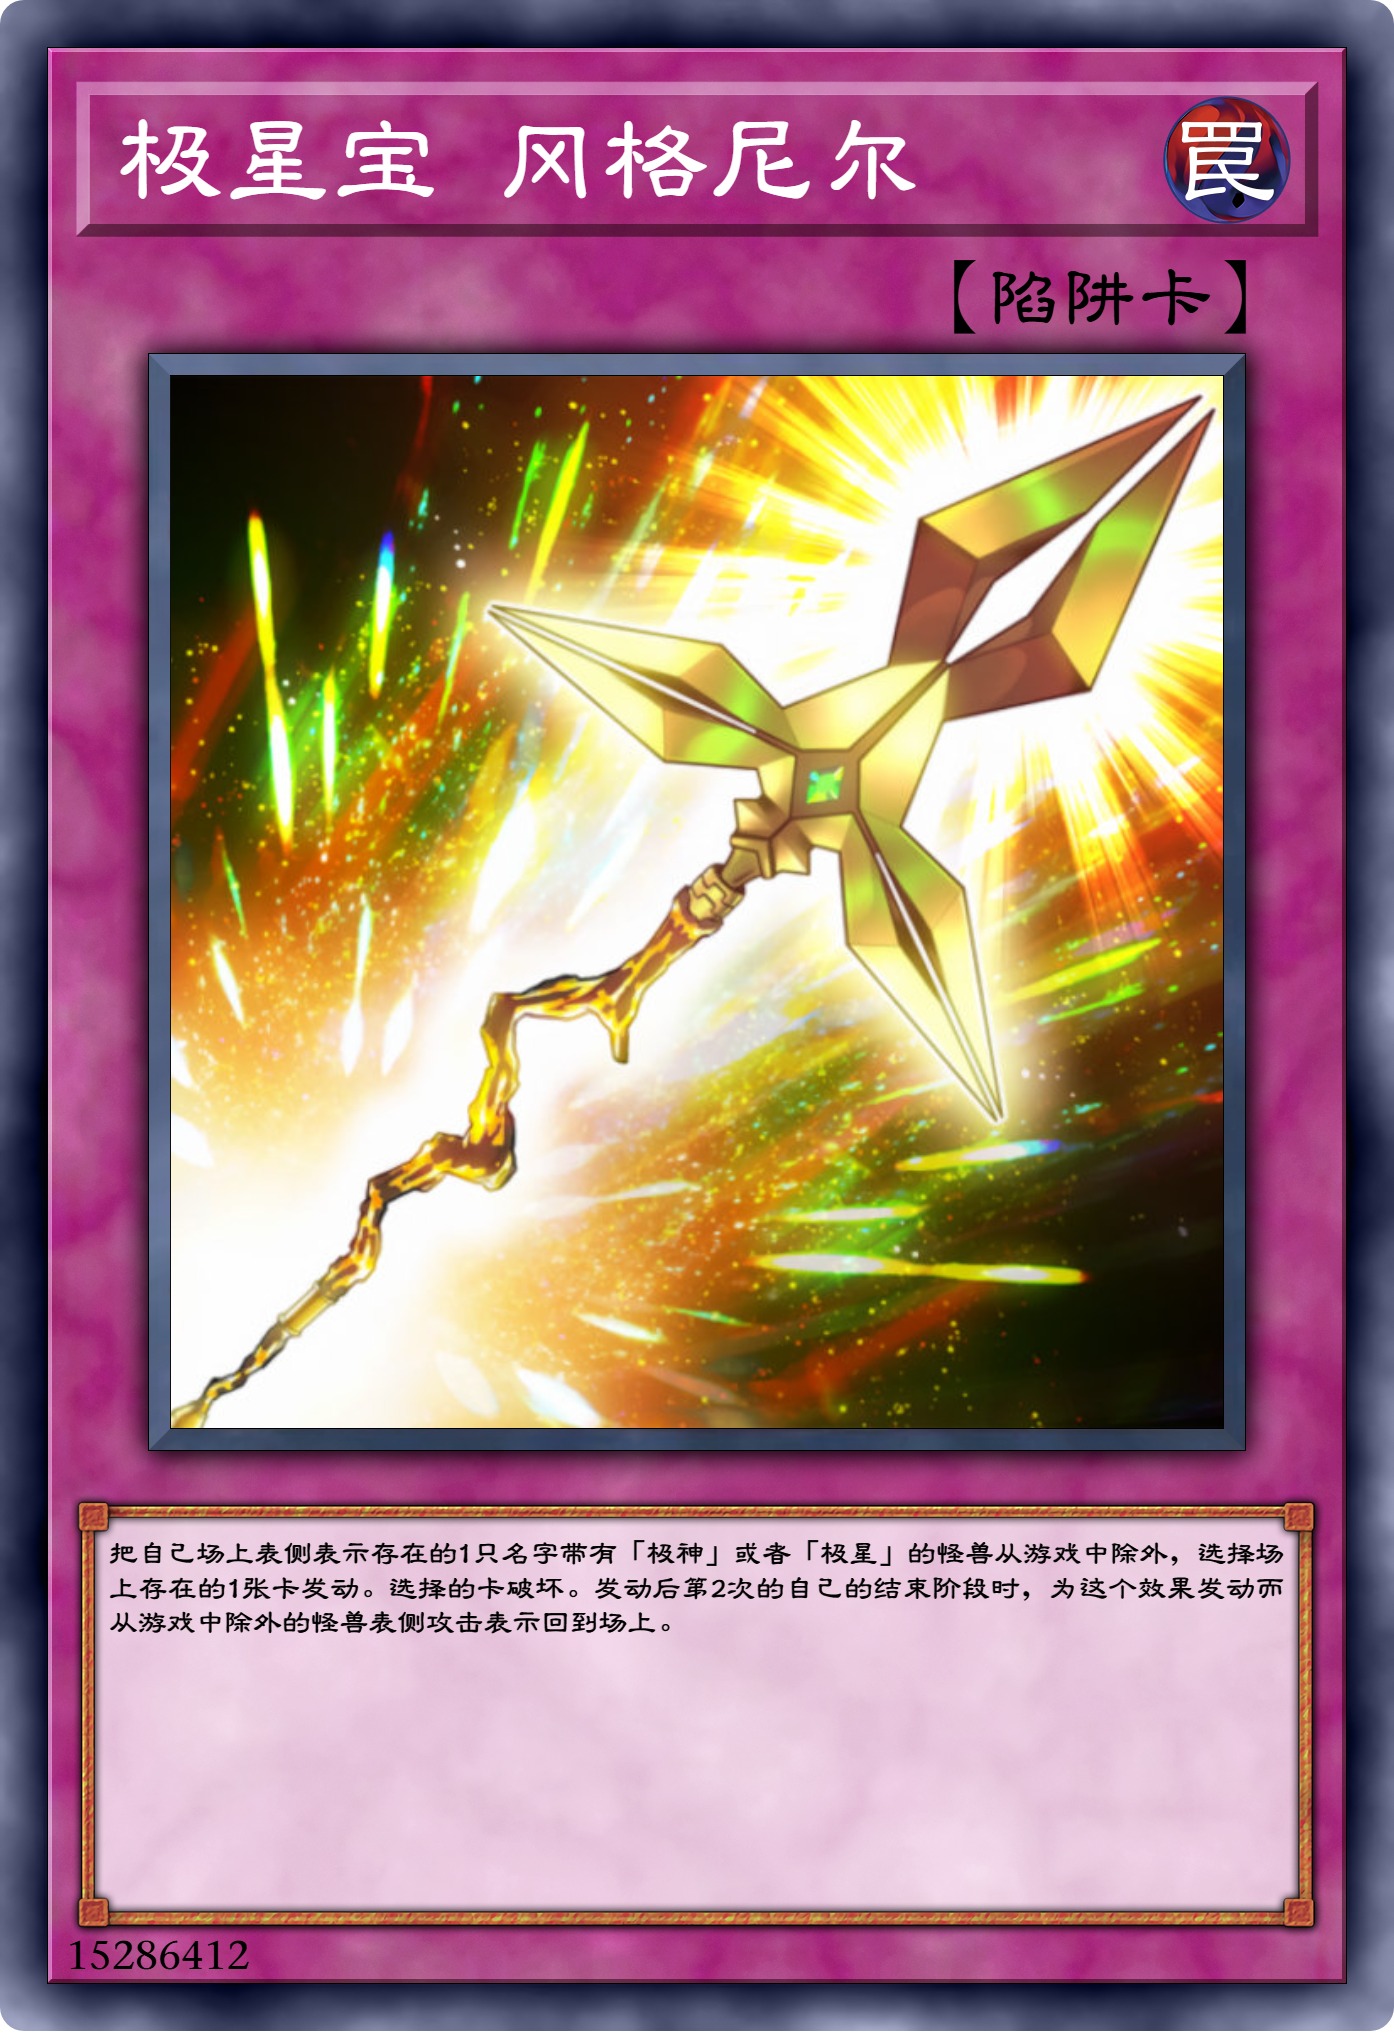 极星宝 风格尼尔
罠
【陷阱卡】
把自己场上表侧表示存在的1只名字带有「极神」或者「极星」的怪兽从游戏中除外，选择场
上存在的1张卡发动。选择的卡破坏。发动后第2次的自己的结束阶段时，为这个效果发动而
从游戏中除外的怪兽表侧攻击表示回到场上。
15286412